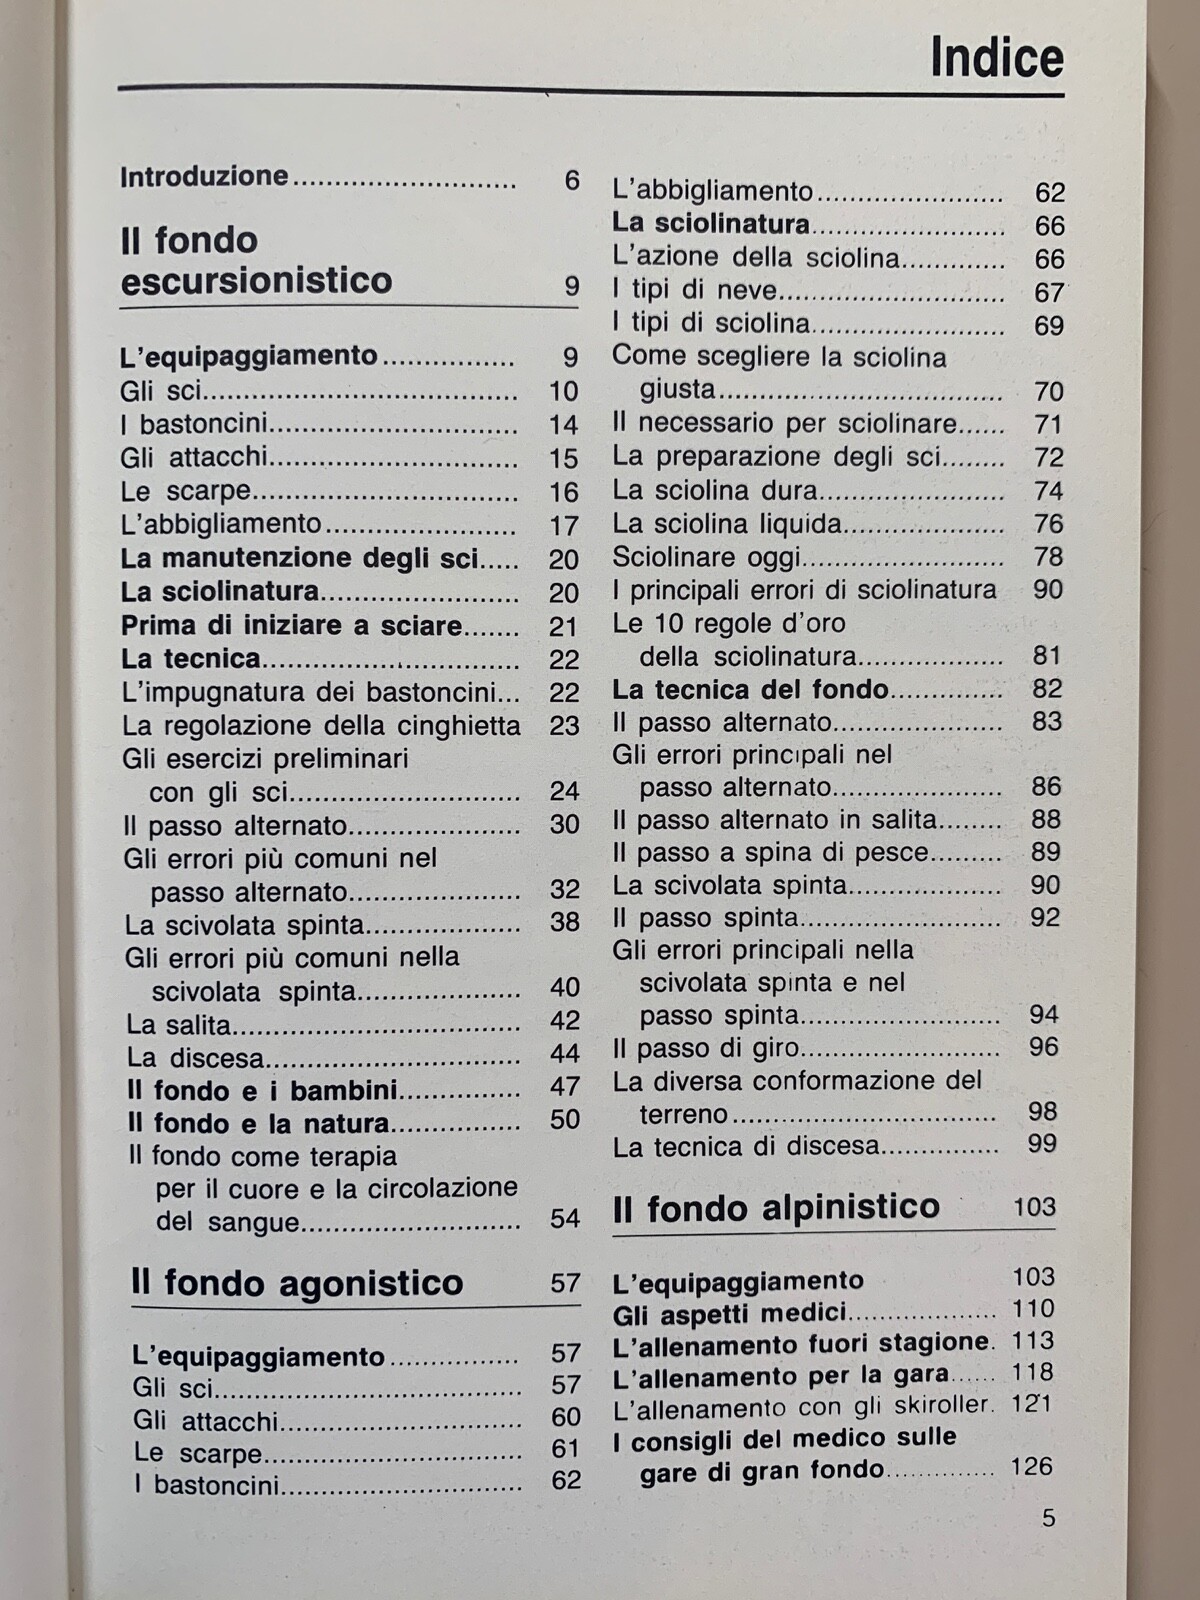 Indice
Introduzione........................... 6
Il fondo
escursionistico 9
L'equipaggiamento................ 9
Gli sci...................................... 10
I bastoncini.............................. 14
Gli attacchi.............................. 15
Le scarpe................................ 16
L'abbigliamento....................... 17
La manutenzione degli sci..... 20
La sciolinatura........................ 20
Prima di iniziare a sciare....... 21
La tecnica............................... 22
L'impugnatura dei bastoncini... 22
La regolazione della cinghietta 23
Gli esercizi preliminari
con gli sci............................ 24
Il passo alternato..................... 30
Gli errori più comuni nel
passo alternato..................... 32
La scivolata spinta................... 38
Gli errori più comuni nella
scivolata spinta.................... 40
La salita................................... 42
La discesa............................... 44
Il fondo e i bambini............... 47
Il fondo e la natura................ 50
Il fondo come terapia
per il cuore e la circolazione
del sangue........................... 54
Il fondo agonistico 57
L'equipaggiamento................ 57
Gli sci..................................... 57
Gli attacchi............................. 60
Le scarpe............................... 61
I bastoncini............................. 62
L'abbigliamento...................... 62
La sciolinatura....................... 66
L'azione della sciolina............. 66
I tipi di neve........................... 67
I tipi di sciolina....................... 69
Come scegliere la sciolina
giusta.................................. 70
Il necessario per sciolinare...... 71
La preparazione degli sci........ 72
La sciolina dura...................... 74
La sciolina liquida................... 76
Sciolinare oggi........................ 78
I principali errori di sciolinatura 90
Le 10 regole d'oro
della sciolinatura................. 81
La tecnica del fondo.............. 82
Il passo alternato.................... 83
Gli errori principali nel
passo alternato.................... 86
Il passo alternato in salita........ 88
Il passo a spina di pesce......... 89
La scivolata spinta.................. 90
Il passo spinta........................ 92
Gli errori principali nella
scivolata spinta e nel
passo spinta........................ 94
Il passo di giro........................ 96
La diversa conformazione del
terreno................................ 98
La tecnica di discesa.............. 99
Il fondo alpinistico 103
L'equipaggiamento 103
Gli aspetti medici................... 110
L'allenamento fuori stagione. 113
L'allenamento per la gara...... 118
L'allenamento con gli skiroller. 121
I consigli del medico sulle
gare di gran fondo.............. 126
5